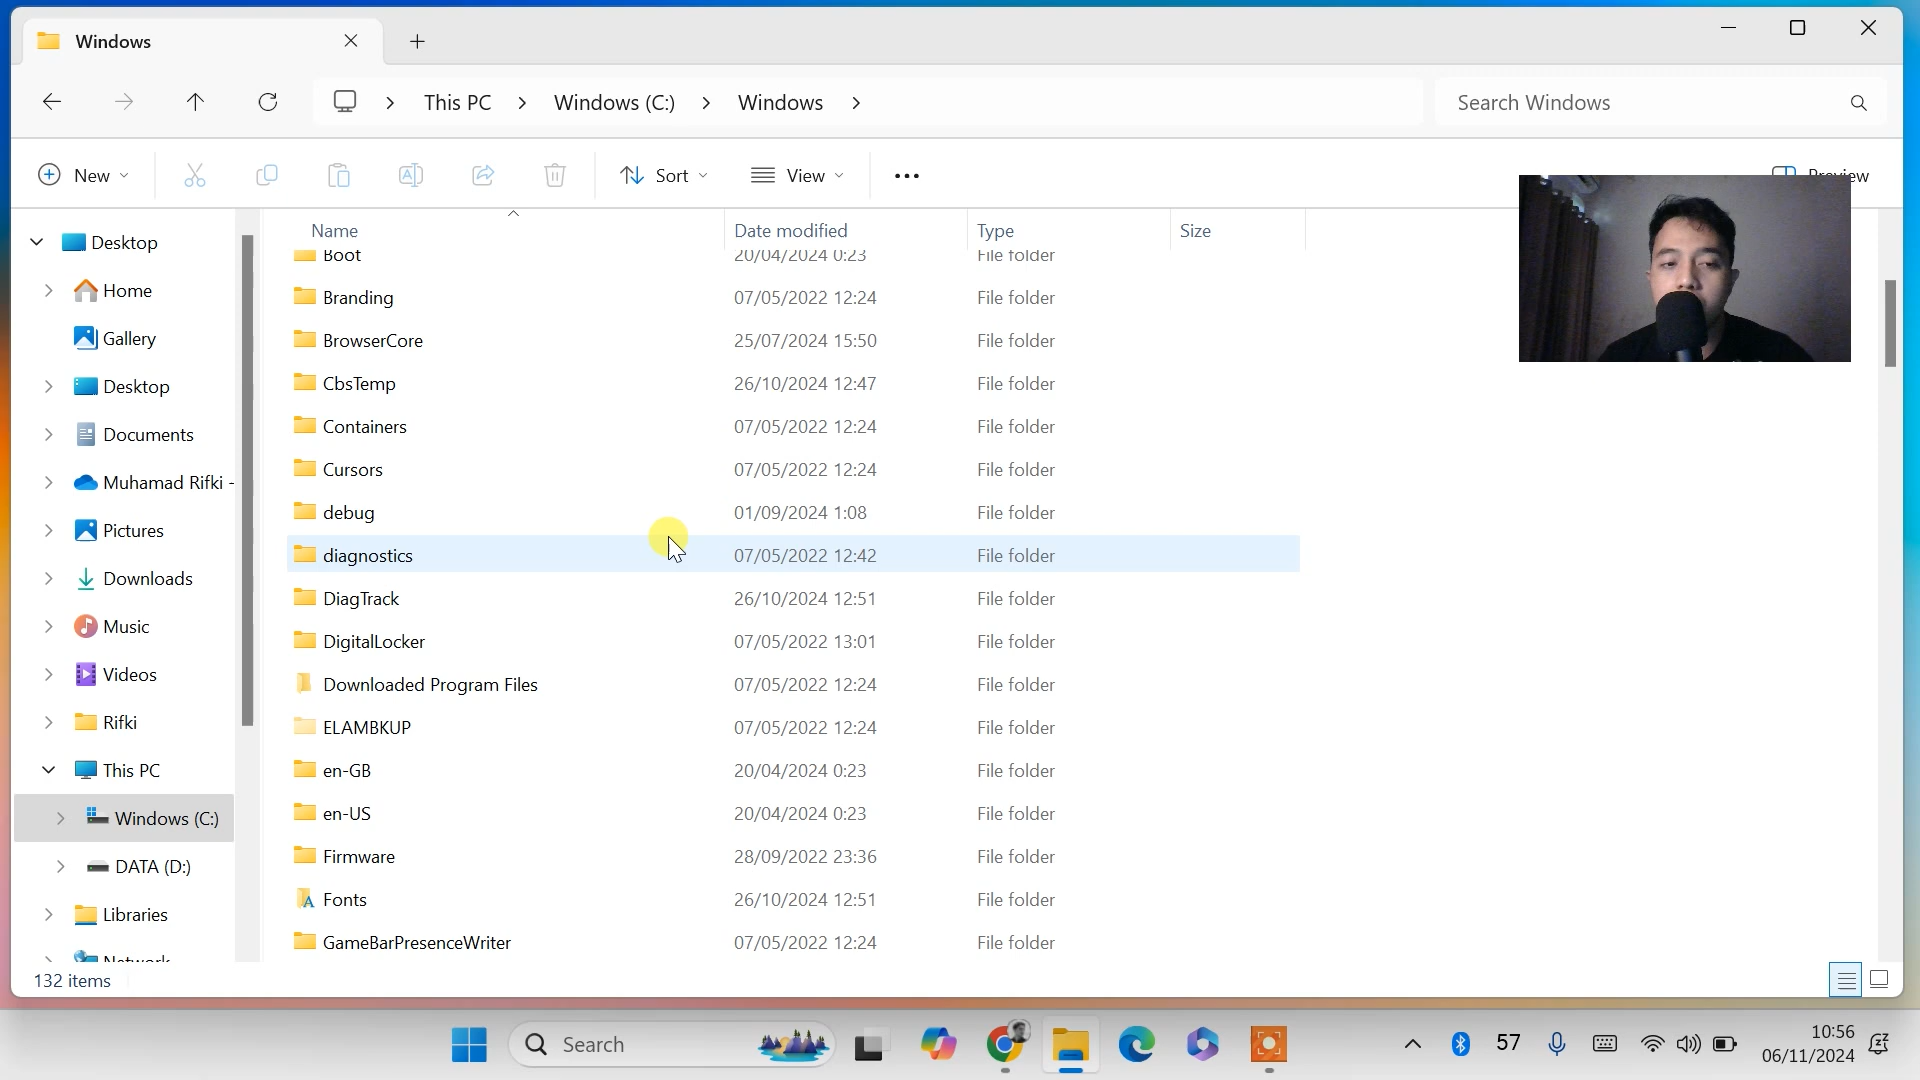 Windows
This PC
Windows (C:)
Windows
Search Windows
New
Sort
View
Preview
Name
Date modified
Type
Size
Desktop
Home
Gallery
Desktop
Documents
Muhamad Rifki -
Pictures
Downloads
Music
Videos
Rifki
This PC
Windows (C:)
DATA (D:)
Libraries
Network
Boot 20/04/2024 0:23 File folder
Branding 07/05/2022 12:24 File folder
BrowserCore 25/07/2024 15:50 File folder
CbsTemp 26/10/2024 12:47 File folder
Containers 07/05/2022 12:24 File folder
Cursors 07/05/2022 12:24 File folder
debug 01/09/2024 1:08 File folder
diagnostics 07/05/2022 12:42 File folder
DiagTrack 26/10/2024 12:51 File folder
DigitalLocker 07/05/2022 13:01 File folder
Downloaded Program Files 07/05/2022 12:24 File folder
ELAMBKUP 07/05/2022 12:24 File folder
en-GB 20/04/2024 0:23 File folder
en-US 20/04/2024 0:23 File folder
Firmware 28/09/2022 23:36 File folder
Fonts 26/10/2024 12:51 File folder
GameBarPresenceWriter 07/05/2022 12:24 File folder
132 items
Search
57
10:56
06/11/2024